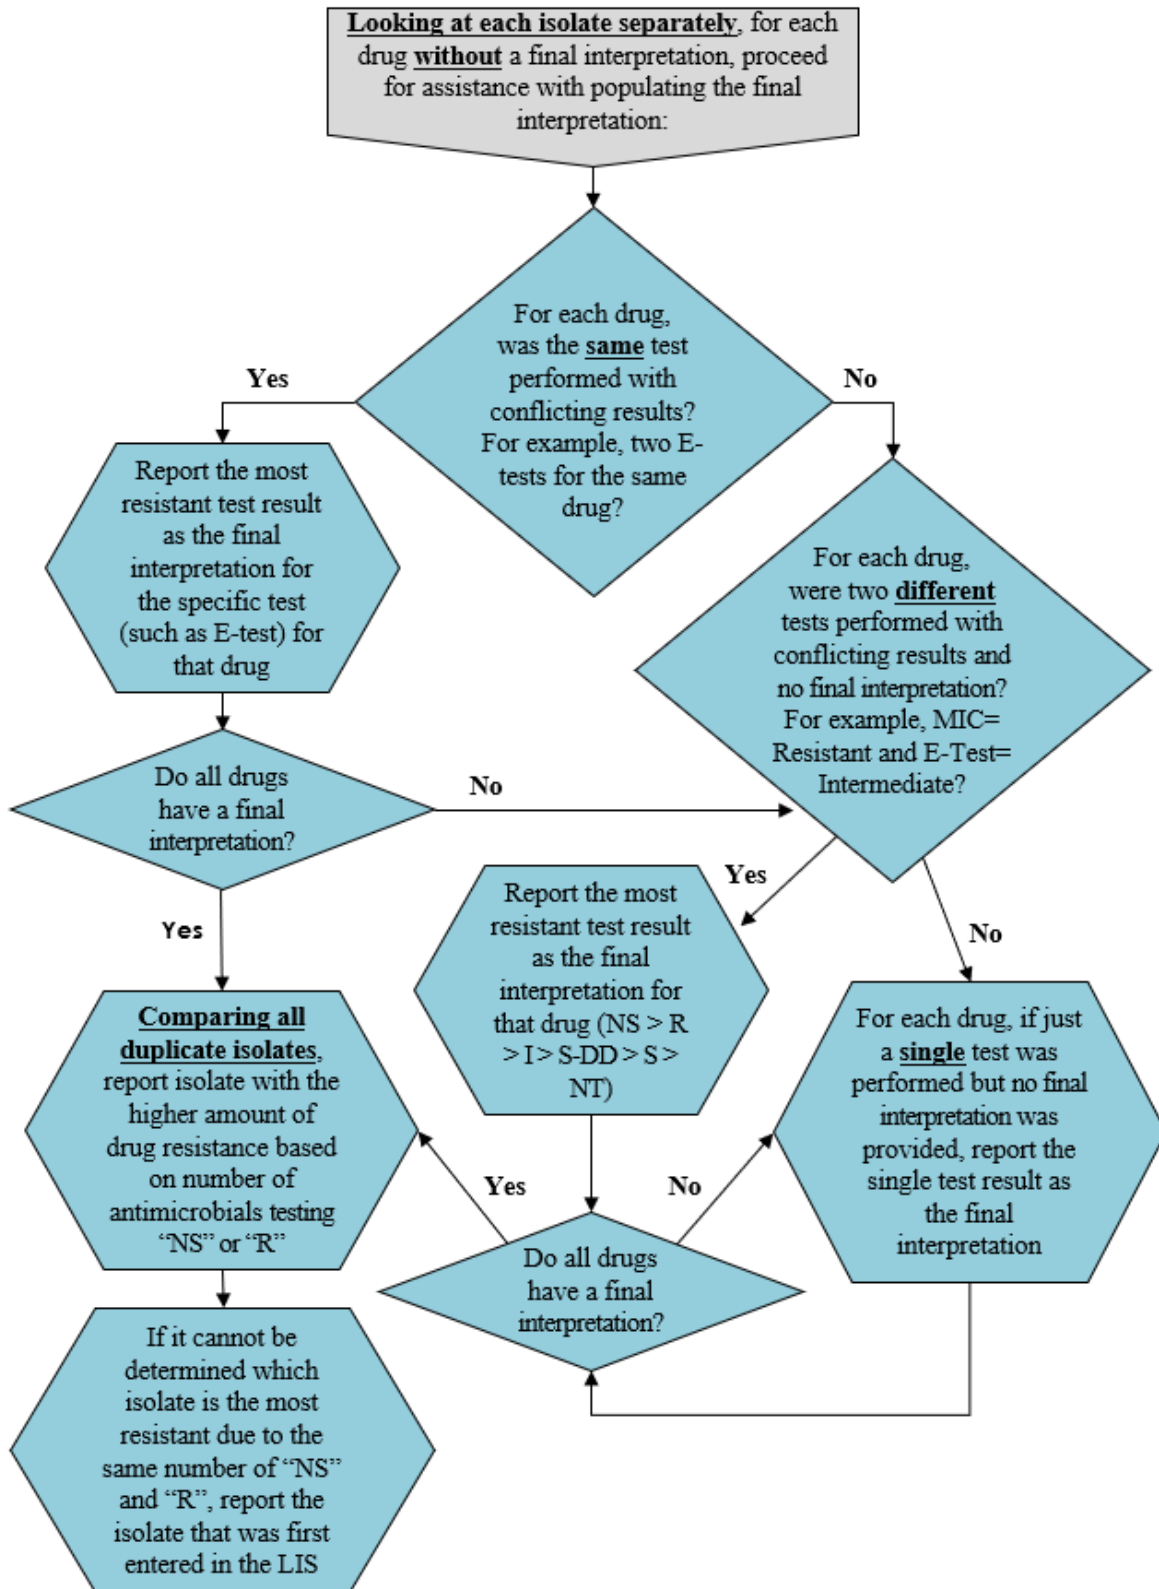 Looking at each isolate separately, for each
drug without a final interpretation, proceed
for assistance with populating the final
interpretation:
For each drug,
was the same test
performed with
conflicting results?
For example, two E-
tests for the same
drug?
Yes
No
Report the most
resistant test result
as the final
interpretation for
the specific test
(such as E-test) for
that drug
For each drug,
were two different
tests performed with
conflicting results and
no final interpretation?
For example, MIC=
Resistant and E-Test=
Intermediate?
Do all drugs
have a final
interpretation?
No
Yes
Yes
No
Report the most
resistant test result
as the final
interpretation for
that drug (NS > R
> I > S-DD > S >
NT)
Comparing all
duplicate isolates,
report isolate with the
higher amount of
drug resistance based
on number of
antimicrobials testing
“NS” or “R”
For each drug, if just
a single test was
performed but no final
interpretation was
provided, report the
single test result as
the final
interpretation
Yes
No
Do all drugs
have a final
interpretation?
If it cannot be
determined which
isolate is the most
resistant due to the
same number of “NS”
and “R”, report the
isolate that was first
entered in the LIS